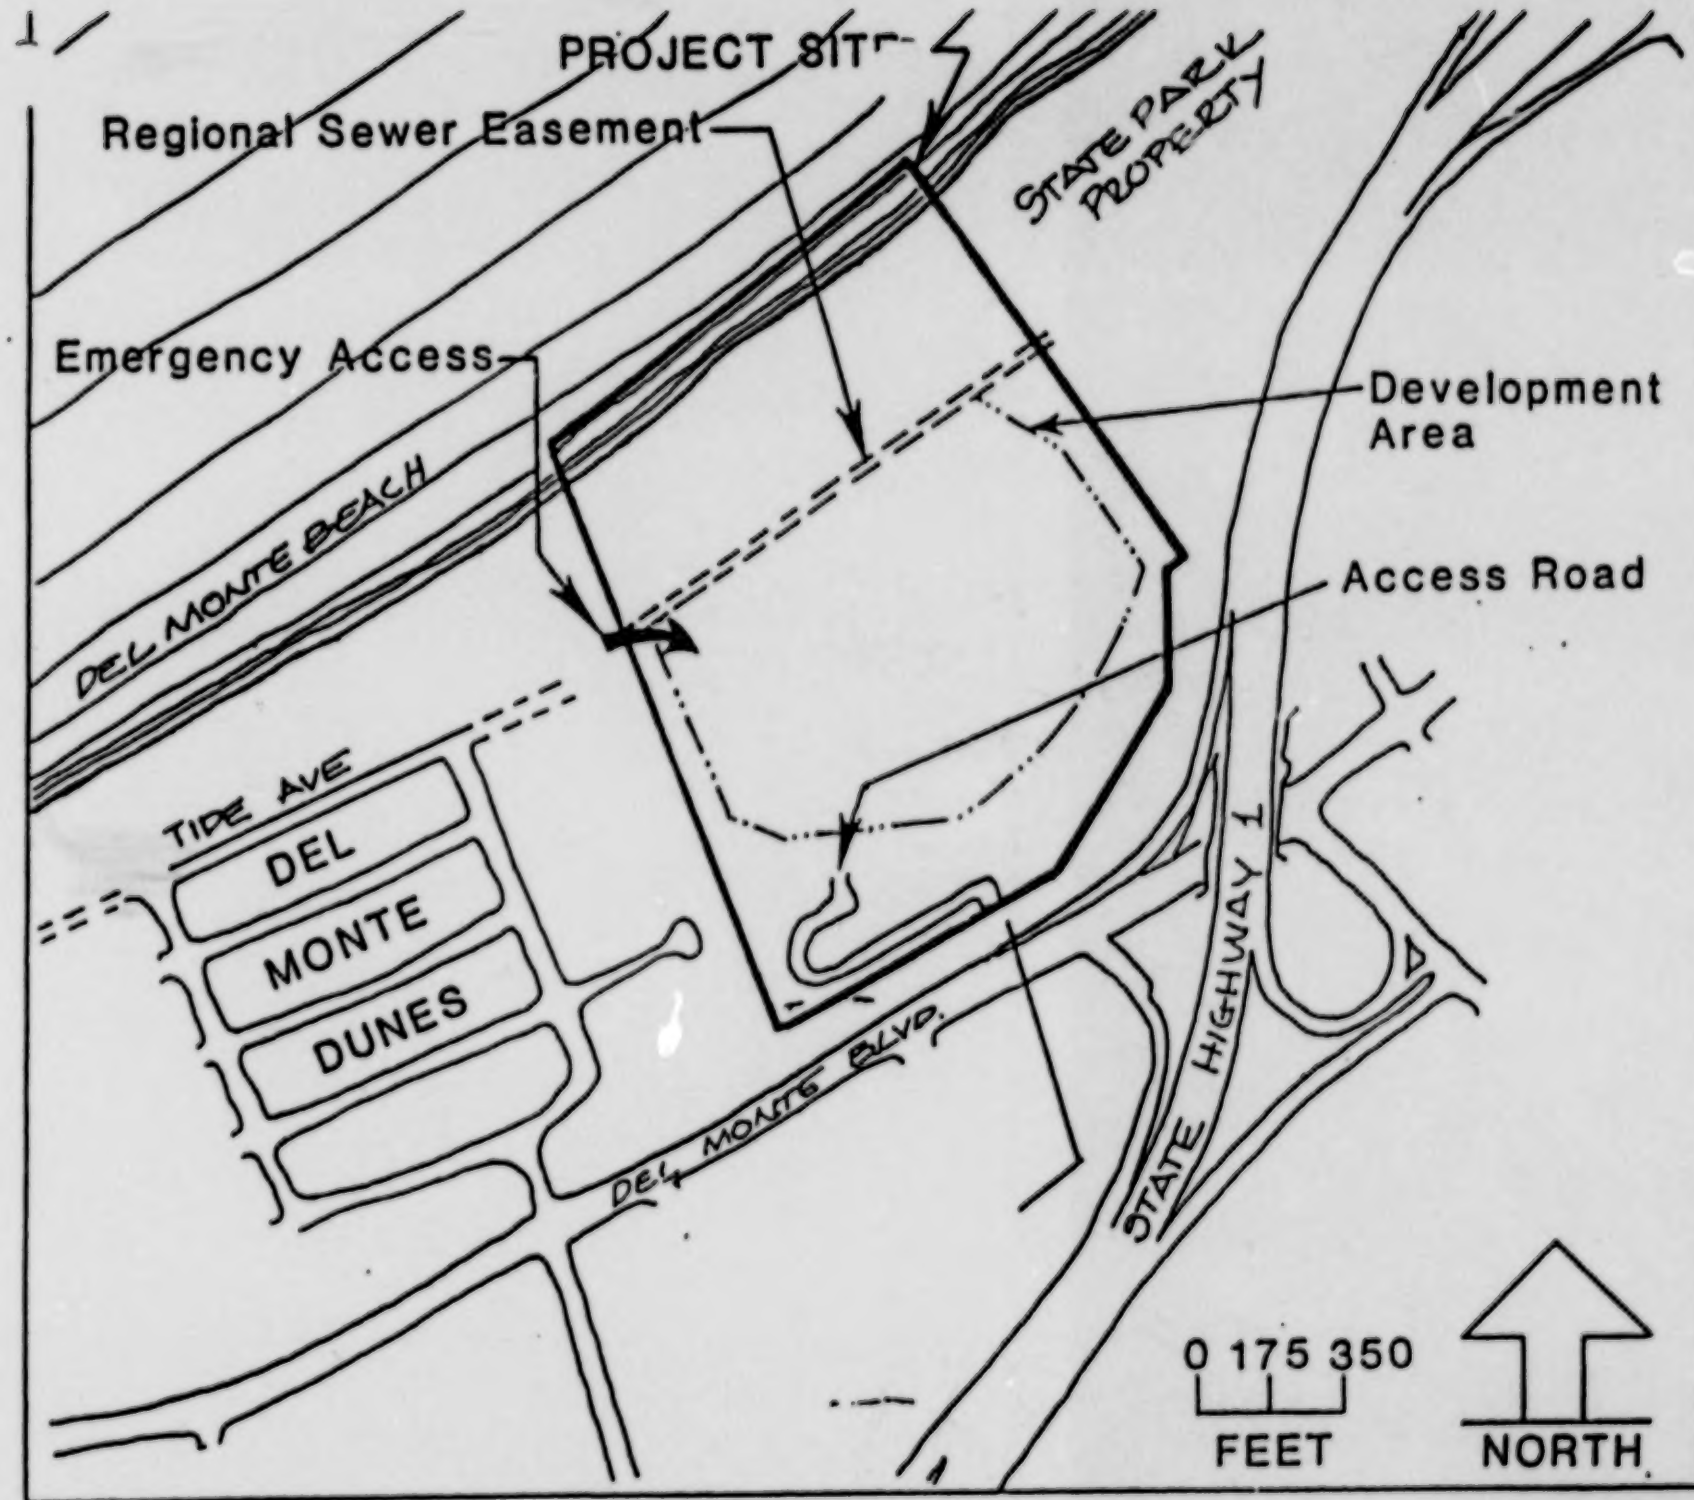 PROJECT SITE
Regional Sewer Easement
STATE PARK
PROPERTY
Emergency Access
Development
Area
DEL MONTE BEACH
Access Road
TIDE AVE
DEL
MONTE
DUNES
STATE HIGHWAY 1
DEL MONTE BLVD.
0 175 350
FEET
NORTH